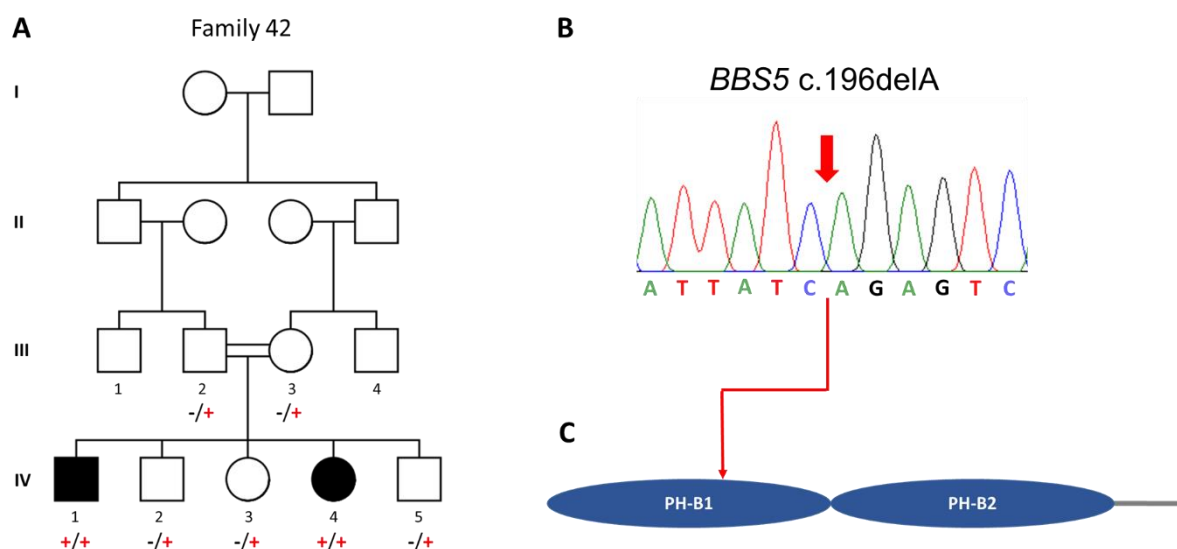 A
Family 42
I
II
III
1
2
3
4
-/+
-/+
IV
1
2
3
4
5
+/+
-/+
-/+
+/+
-/+
B
BBS5 c.196delA
A T T A T C A G A G T C
C
PH-B1
PH-B2